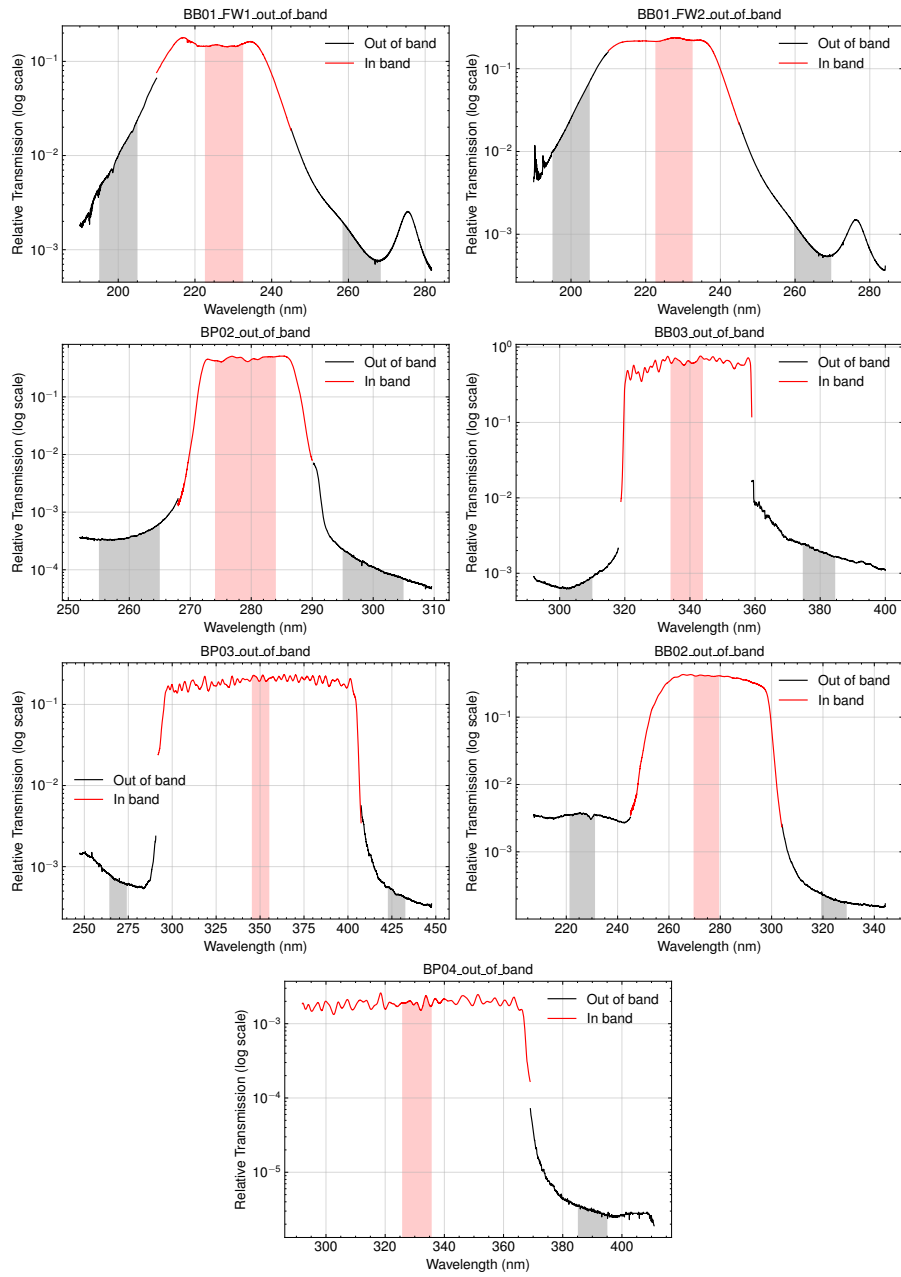 BB01_FW1_out_of_band
Relative Transmission (log scale)
10⁻¹
10⁻²
10⁻³
Out of band
In band
200 220 240 260 280
Wavelength (nm)
BB01_FW2_out_of_band
Relative Transmission (log scale)
10⁻¹
10⁻²
10⁻³
Out of band
In band
200 220 240 260 280
Wavelength (nm)
BP02_out_of_band
Relative Transmission (log scale)
10⁻¹
10⁻²
10⁻³
10⁻⁴
Out of band
In band
250 260 270 280 290 300 310
Wavelength (nm)
BB03_out_of_band
Relative Transmission (log scale)
10⁰
10⁻¹
10⁻²
10⁻³
Out of band
In band
300 320 340 360 380 400
Wavelength (nm)
BP03_out_of_band
Relative Transmission (log scale)
10⁻¹
10⁻²
10⁻³
Out of band
In band
250 275 300 325 350 375 400 425 450
Wavelength (nm)
BB02_out_of_band
Relative Transmission (log scale)
10⁻¹
10⁻²
10⁻³
Out of band
In band
220 240 260 280 300 320 340
Wavelength (nm)
BP04_out_of_band
Relative Transmission (log scale)
10⁻³
10⁻⁴
10⁻⁵
Out of band
In band
300 320 340 360 380 400
Wavelength (nm)